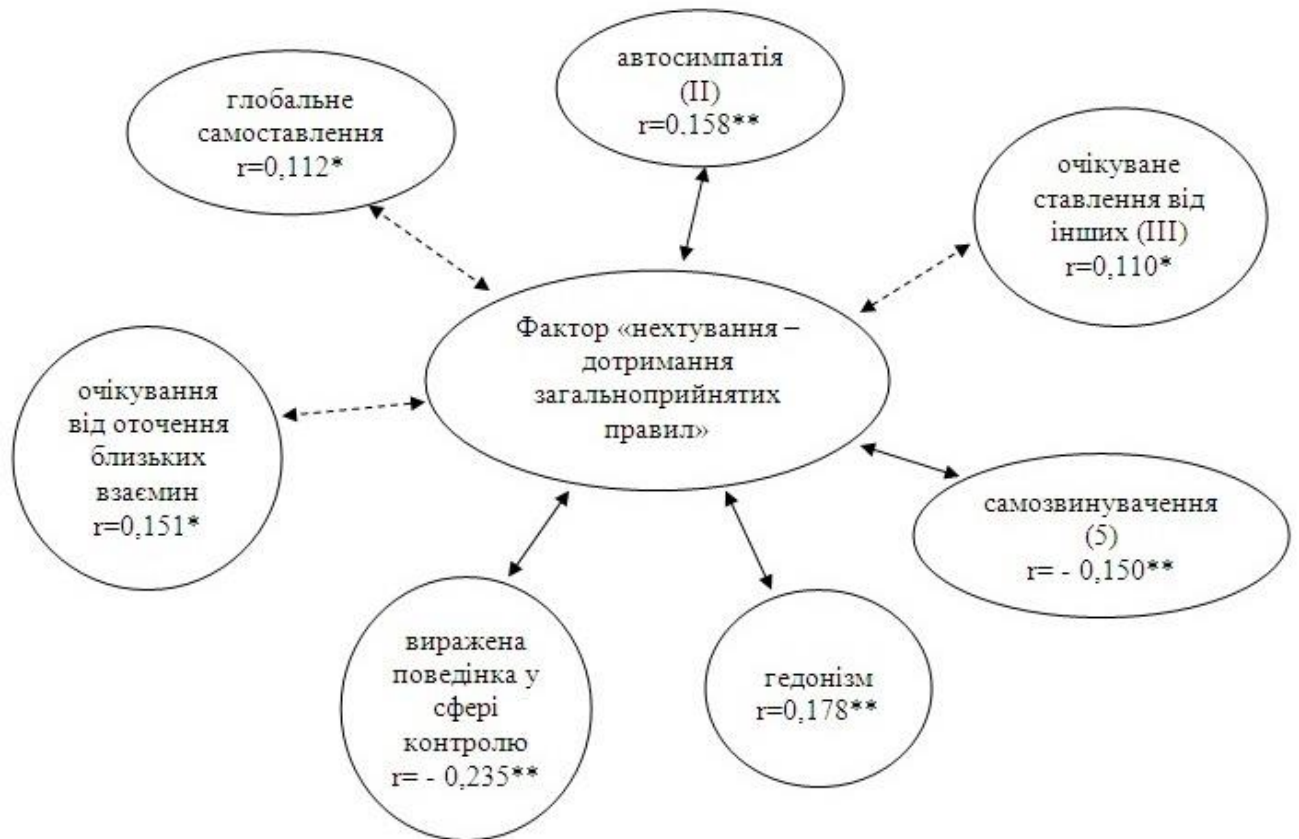 автосимпатія
(II)
r=0.158**
глобальне
самоставлення
r=0,112*
очікуване
ставлення від
інших (III)
r=0,110*
Фактор «нехтування –
дотримання
загальноприйнятих
правил»
очікування
від оточення
близьких
взаємин
r=0,151*
самозвинувачення
(5)
r= - 0,150**
виражена
поведінка у
сфері
контролю
r= - 0,235**
гедонізм
r=0,178**